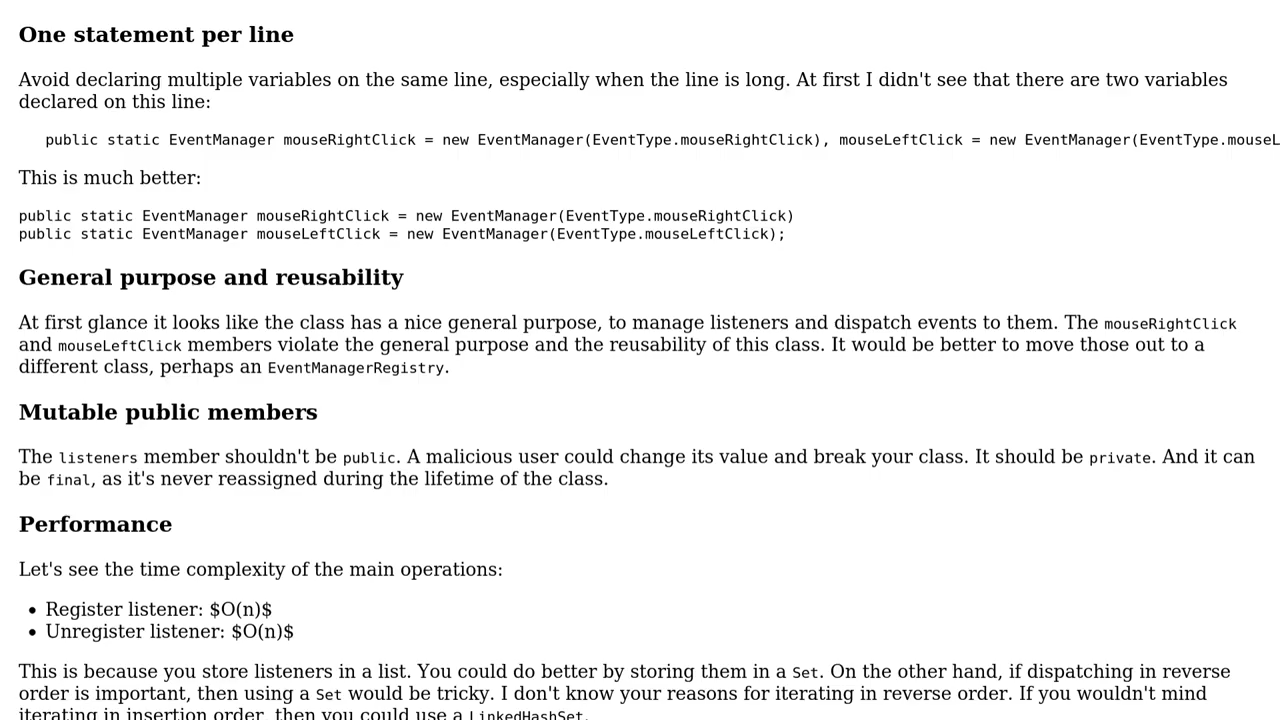 One statement per line
Avoid declaring multiple variables on the same line, especially when the line is long. At first I didn't see that there are two variables
declared on this line:
public static EventManager mouseRightClick = new EventManager(EventType.mouseRightClick), mouseLeftClick = new EventManager(EventType.mouseL
This is much better:
public static EventManager mouseRightClick = new EventManager(EventType.mouseRightClick)
public static EventManager mouseLeftClick = new EventManager(EventType.mouseLeftClick);
General purpose and reusability
At first glance it looks like the class has a nice general purpose, to manage listeners and dispatch events to them. The mouseRightClick
and mouseLeftClick members violate the general purpose and the reusability of this class. It would be better to move those out to a
different class, perhaps an EventManagerRegistry.
Mutable public members
The listeners member shouldn't be public. A malicious user could change its value and break your class. It should be private. And it can
be final, as it's never reassigned during the lifetime of the class.
Performance
Let's see the time complexity of the main operations:
• Register listener: $O(n)$
• Unregister listener: $O(n)$
This is because you store listeners in a list. You could do better by storing them in a Set. On the other hand, if dispatching in reverse
order is important, then using a Set would be tricky. I don't know your reasons for iterating in reverse order. If you wouldn't mind
iterating in insertion order, then you could use a LinkedHashSet.